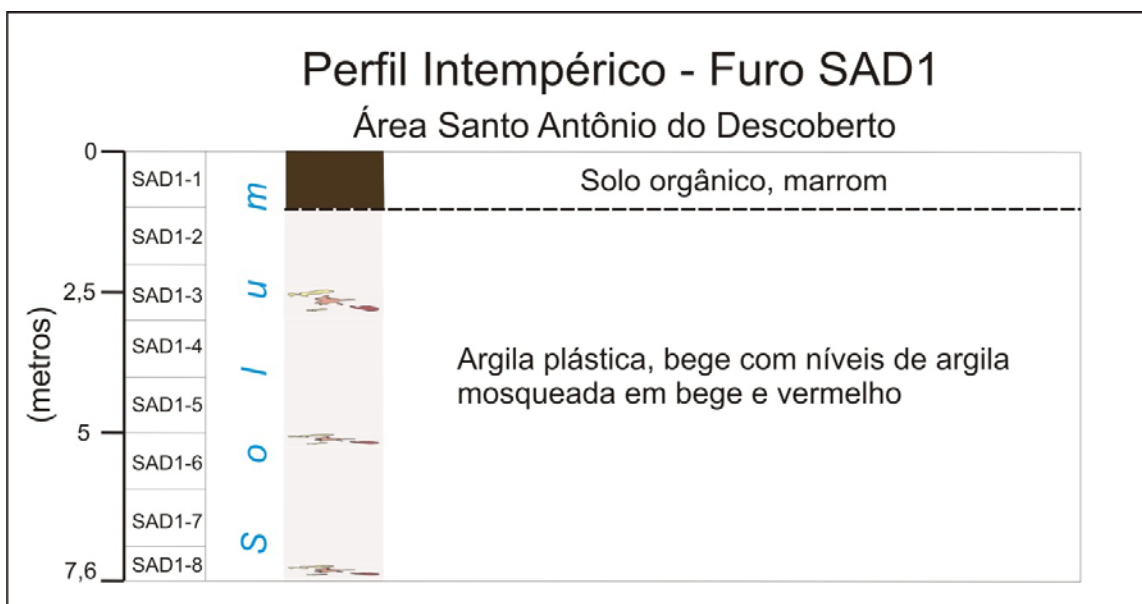 Perfil Intempérico - Furo SAD1
Área Santo Antônio do Descoberto
0
SAD1-1
Solo orgânico, marrom
SAD1-2
2,5
SAD1-3
SAD1-4
(metros)
Solum
Argila plástica, bege com níveis de argila
mosqueada em bege e vermelho
SAD1-5
5
SAD1-6
SAD1-7
SAD1-8
7,6